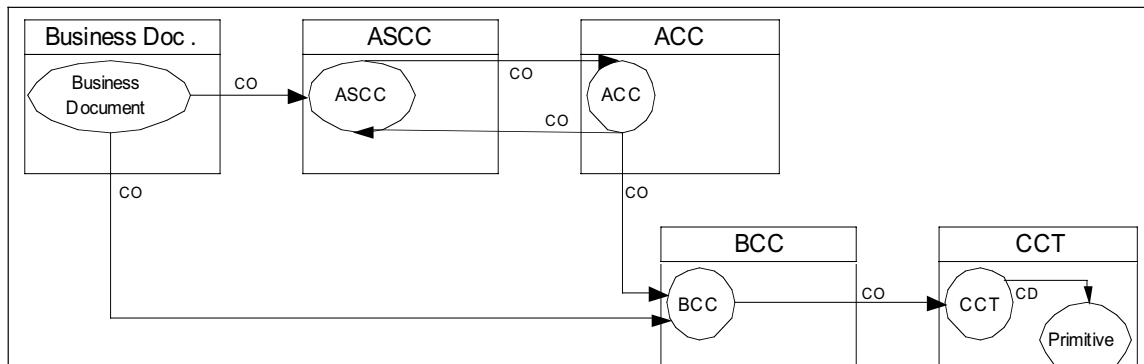 Business Doc .
ASCC
ACC
Business
Document
CO
ASCC
CO
ACC
CO
CO
CO
BCC
CCT
BCC
CO
CCT
CD
Primitive